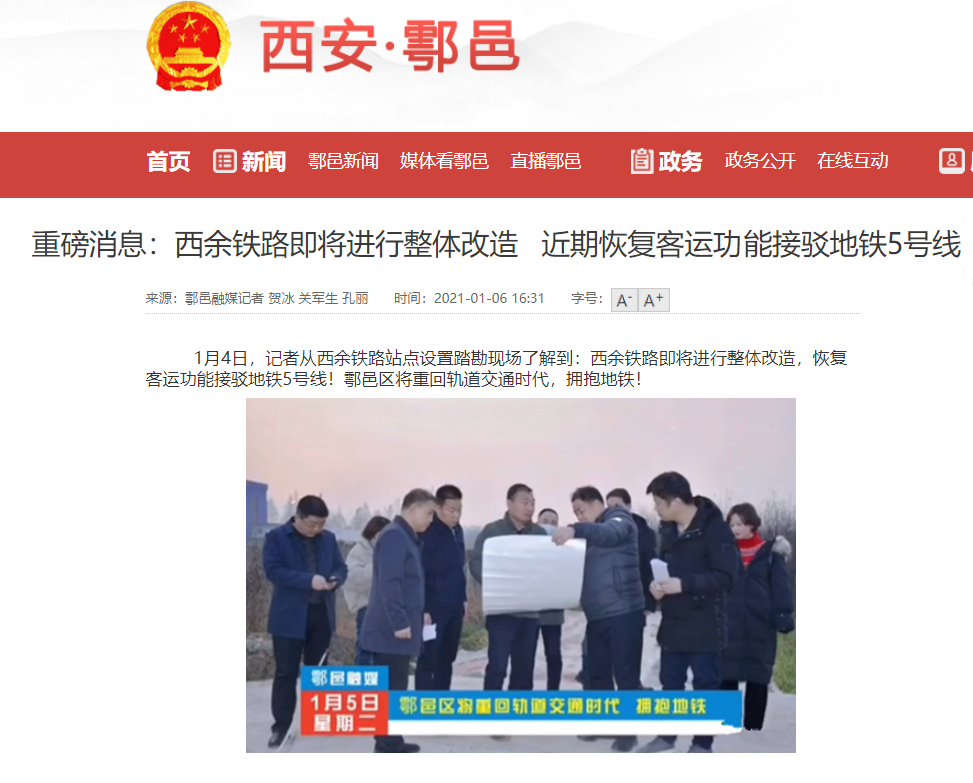 西安·鄠邑
首页 新闻 鄠邑新闻 媒体看鄠邑 直播鄠邑 政务 政务公开 在线互动
重磅消息：西余铁路即将进行整体改造 近期恢复客运功能接驳地铁5号线
来源：鄠邑融媒记者 贺冰 关军生 孔丽 时间：2021-01-06 16:31 字号： A- A+
1月4日，记者从西余铁路站点设置踏勘现场了解到：西余铁路即将进行整体改造，恢复
客运功能接驳地铁5号线！鄠邑区将重回轨道交通时代，拥抱地铁！
鄠邑融媒
1月5日
星期二
鄠邑区将重回轨道交通时代 拥抱地铁